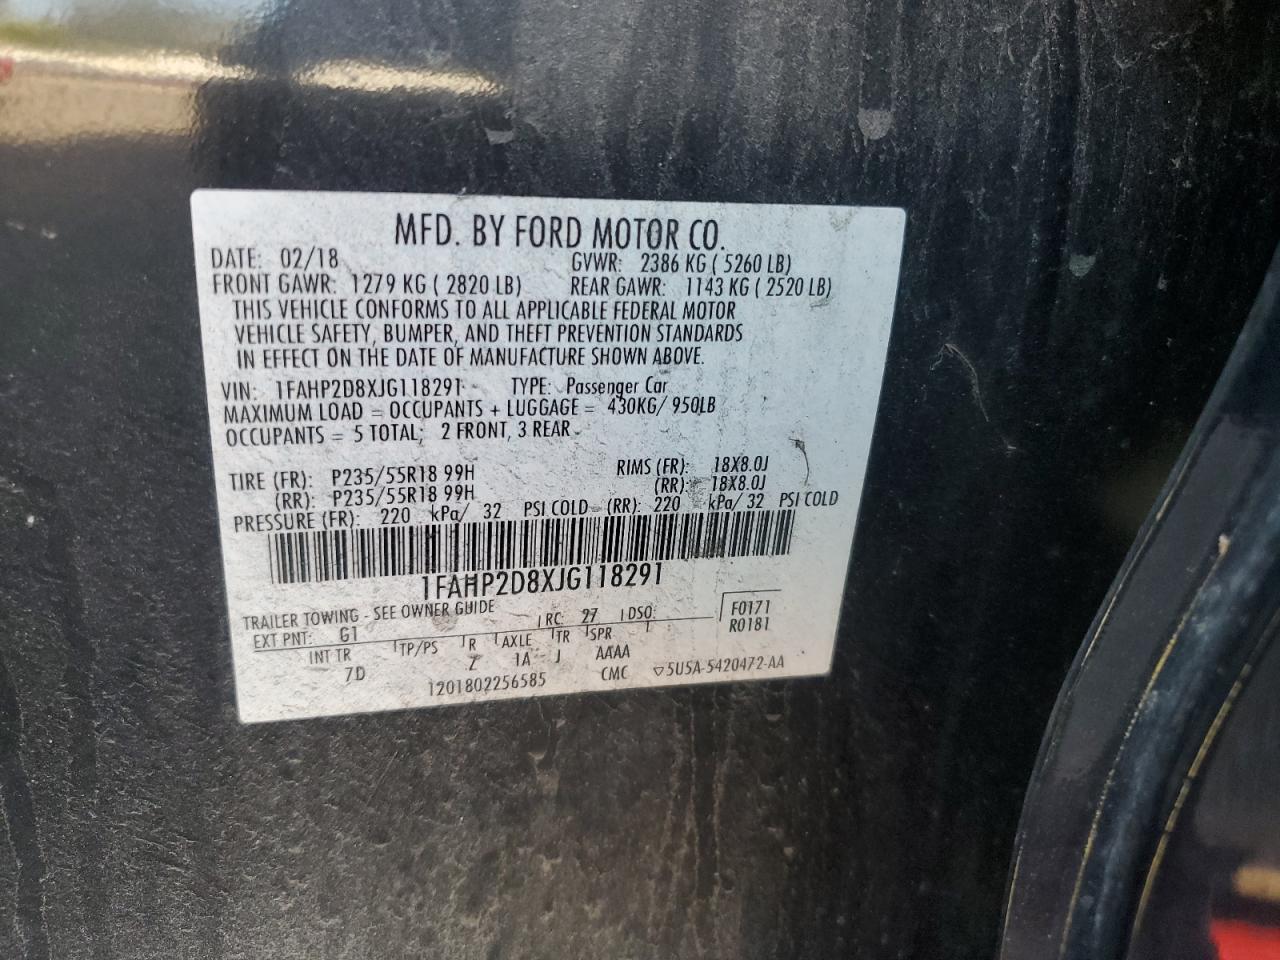 MFD. BY FORD MOTOR CO.
DATE: 02/18 GVWR: 2386 KG ( 5260 LB)
FRONT GAWR: 1279 KG ( 2820 LB) REAR GAWR: 1143 KG ( 2520 LB)
THIS VEHICLE CONFORMS TO ALL APPLICABLE FEDERAL MOTOR
VEHICLE SAFETY, BUMPER, AND THEFT PREVENTION STANDARDS
IN EFFECT ON THE DATE OF MANUFACTURE SHOWN ABOVE.
VIN: 1FAHP2D8XJG118291 TYPE: Passenger Car
MAXIMUM LOAD = OCCUPANTS + LUGGAGE = 430KG/ 950LB
OCCUPANTS = 5 TOTAL; 2 FRONT, 3 REAR
TIRE (FR): P235/55R18 99H RIMS (FR): 18X8.0J
(RR): P235/55R18 99H (RR): 18X8.0J
PRESSURE (FR): 220 kPa/ 32 PSI COLD (RR): 220 kPa/ 32 PSI COLD
1FAHP2D8XJG118291
TRAILER TOWING - SEE OWNER GUIDE
EXT PNT: G1 RC: 27 DSO: F0171
R0181
INT TR TP/PS R AXLE TR SPR
7D Z 1A J AAAA
1201802256585 CMC ▽5U5A-5420472-AA